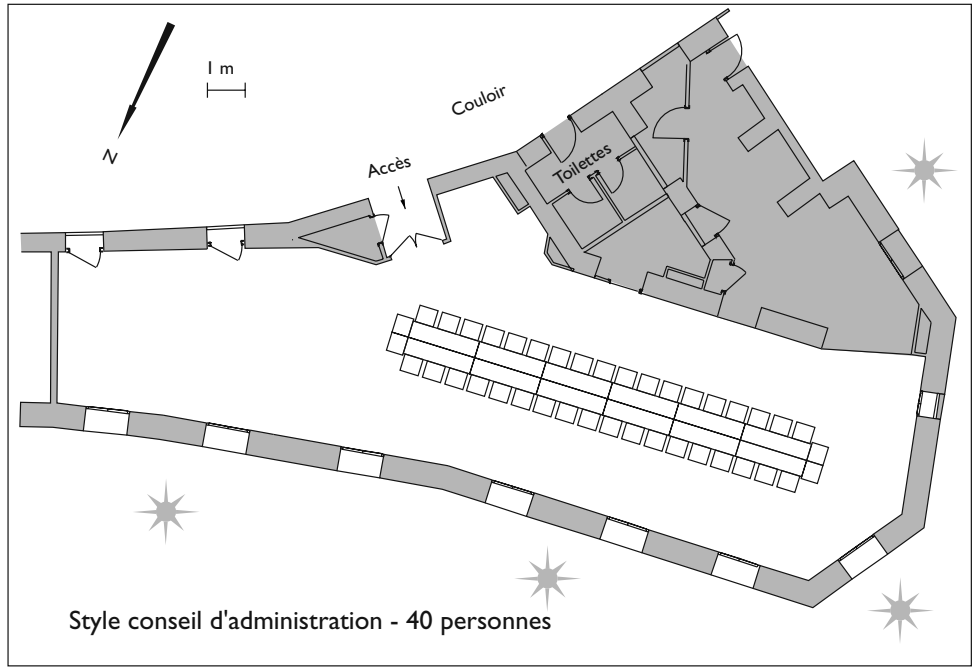 1 m
Couloir
N
Accès
Toilettes
Style conseil d'administration - 40 personnes